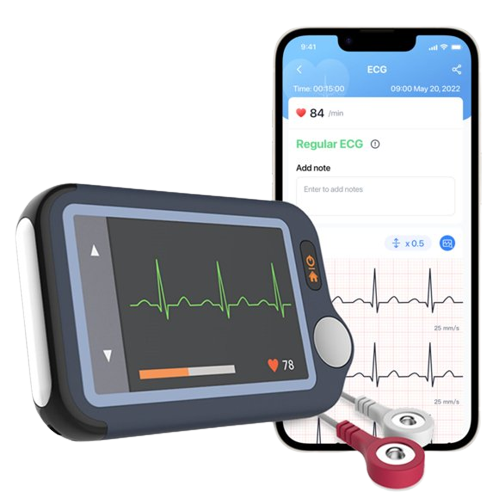 9:41
ECG
Time: 00:15:00 09:00 May 20, 2022
84 /min
Regular ECG
Add note
Enter to add notes
x 0.5
25 mm/s
25 mm/s
78